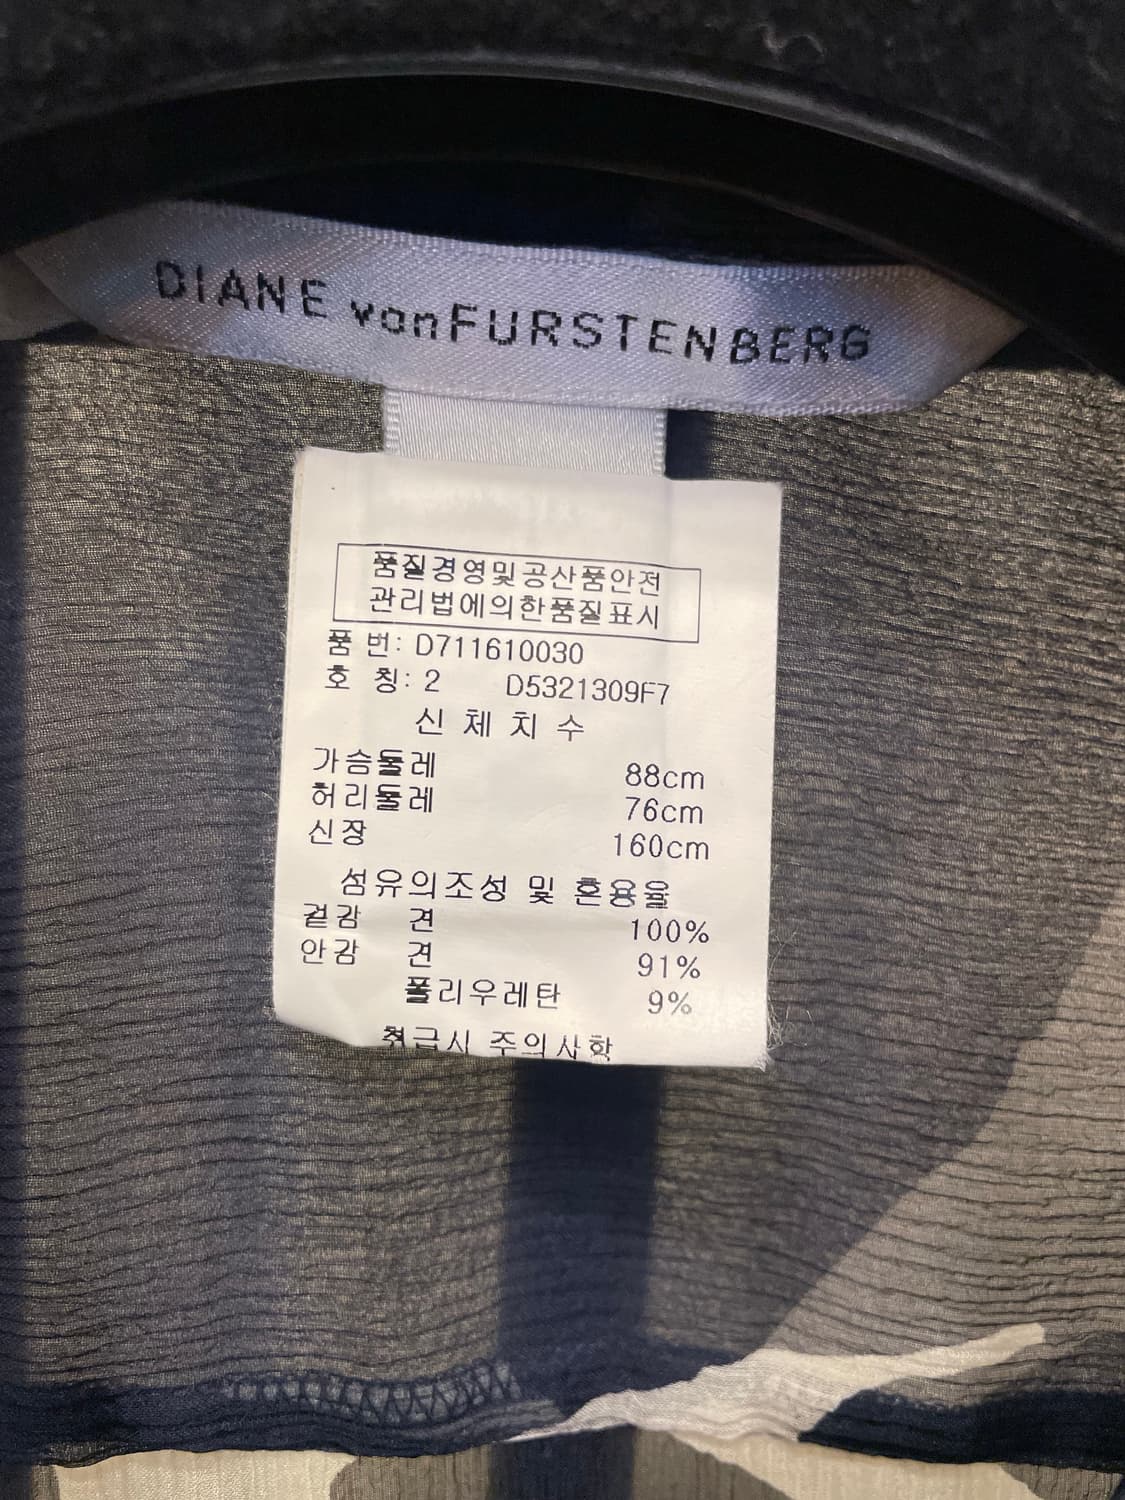 DIANE vonFURSTENBERG
품질경영및공산품안전
관리법에의한품질표시
품 번: D711610030
호 칭: 2 D5321309F7
신 체 치 수
가슴둘레 88cm
허리둘레 76cm
신장 160cm
섬유의조성 및 혼용율
겉감 견 100%
안감 견 91%
폴리우레탄 9%
취급시 주의사항